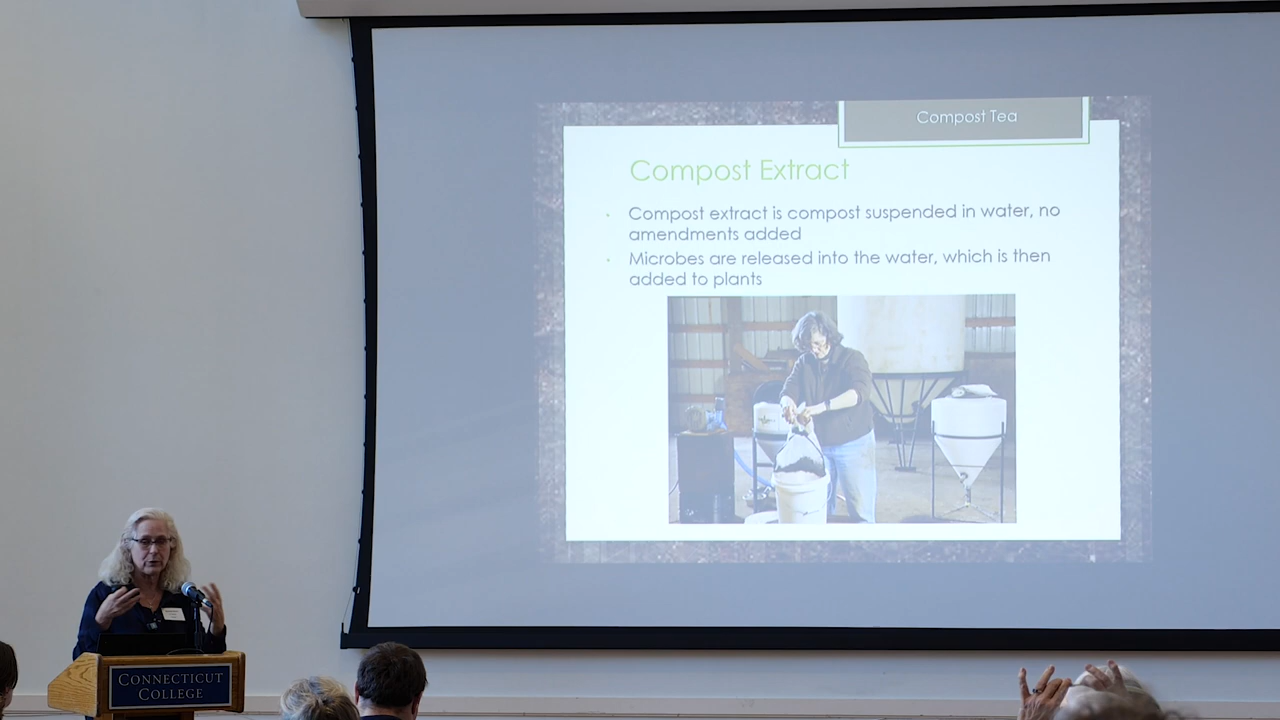 Compost Tea
Compost Extract
Compost extract is compost suspended in water, no
amendments added
Microbes are released into the water, which is then
added to plants
CONNECTICUT
COLLEGE